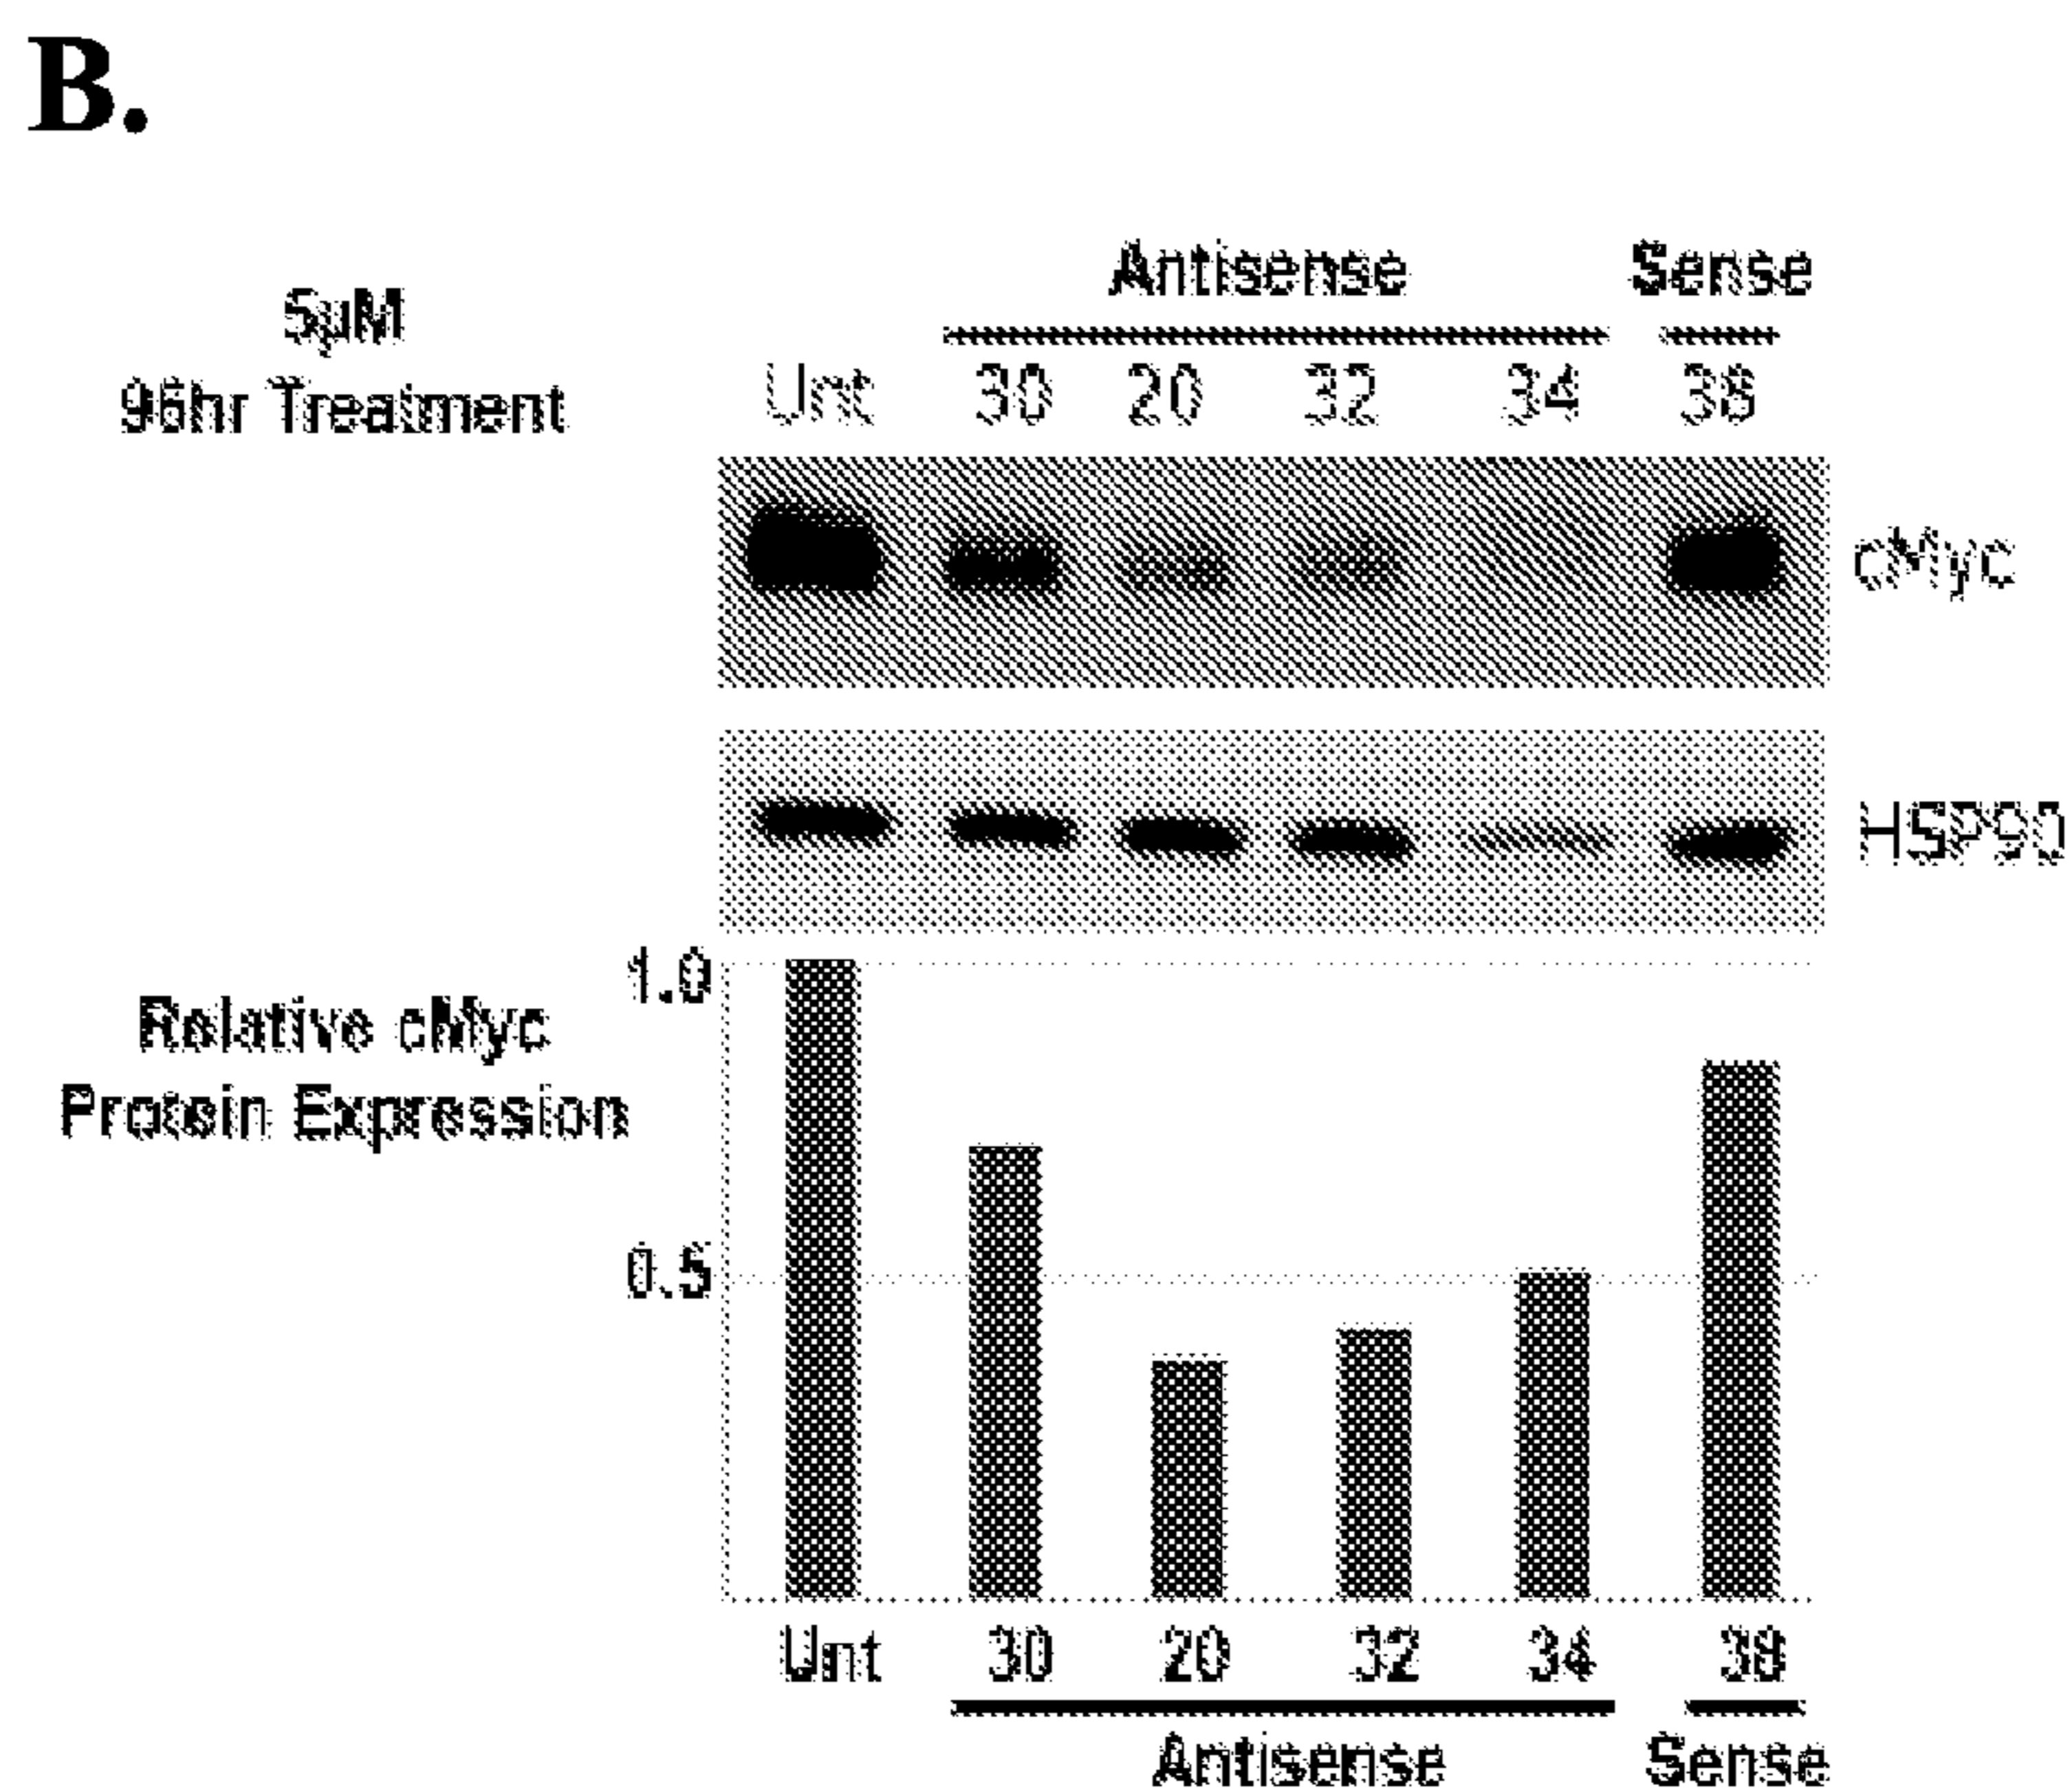 B.
Antisense Sense
5µM
96hr Treatment
Unt 30 20 32 34 38
cMyc
HSP90
1.0
Relative cMyc
Protein Expression
0.5
Unt 30 20 32 34 38
Antisense Sense